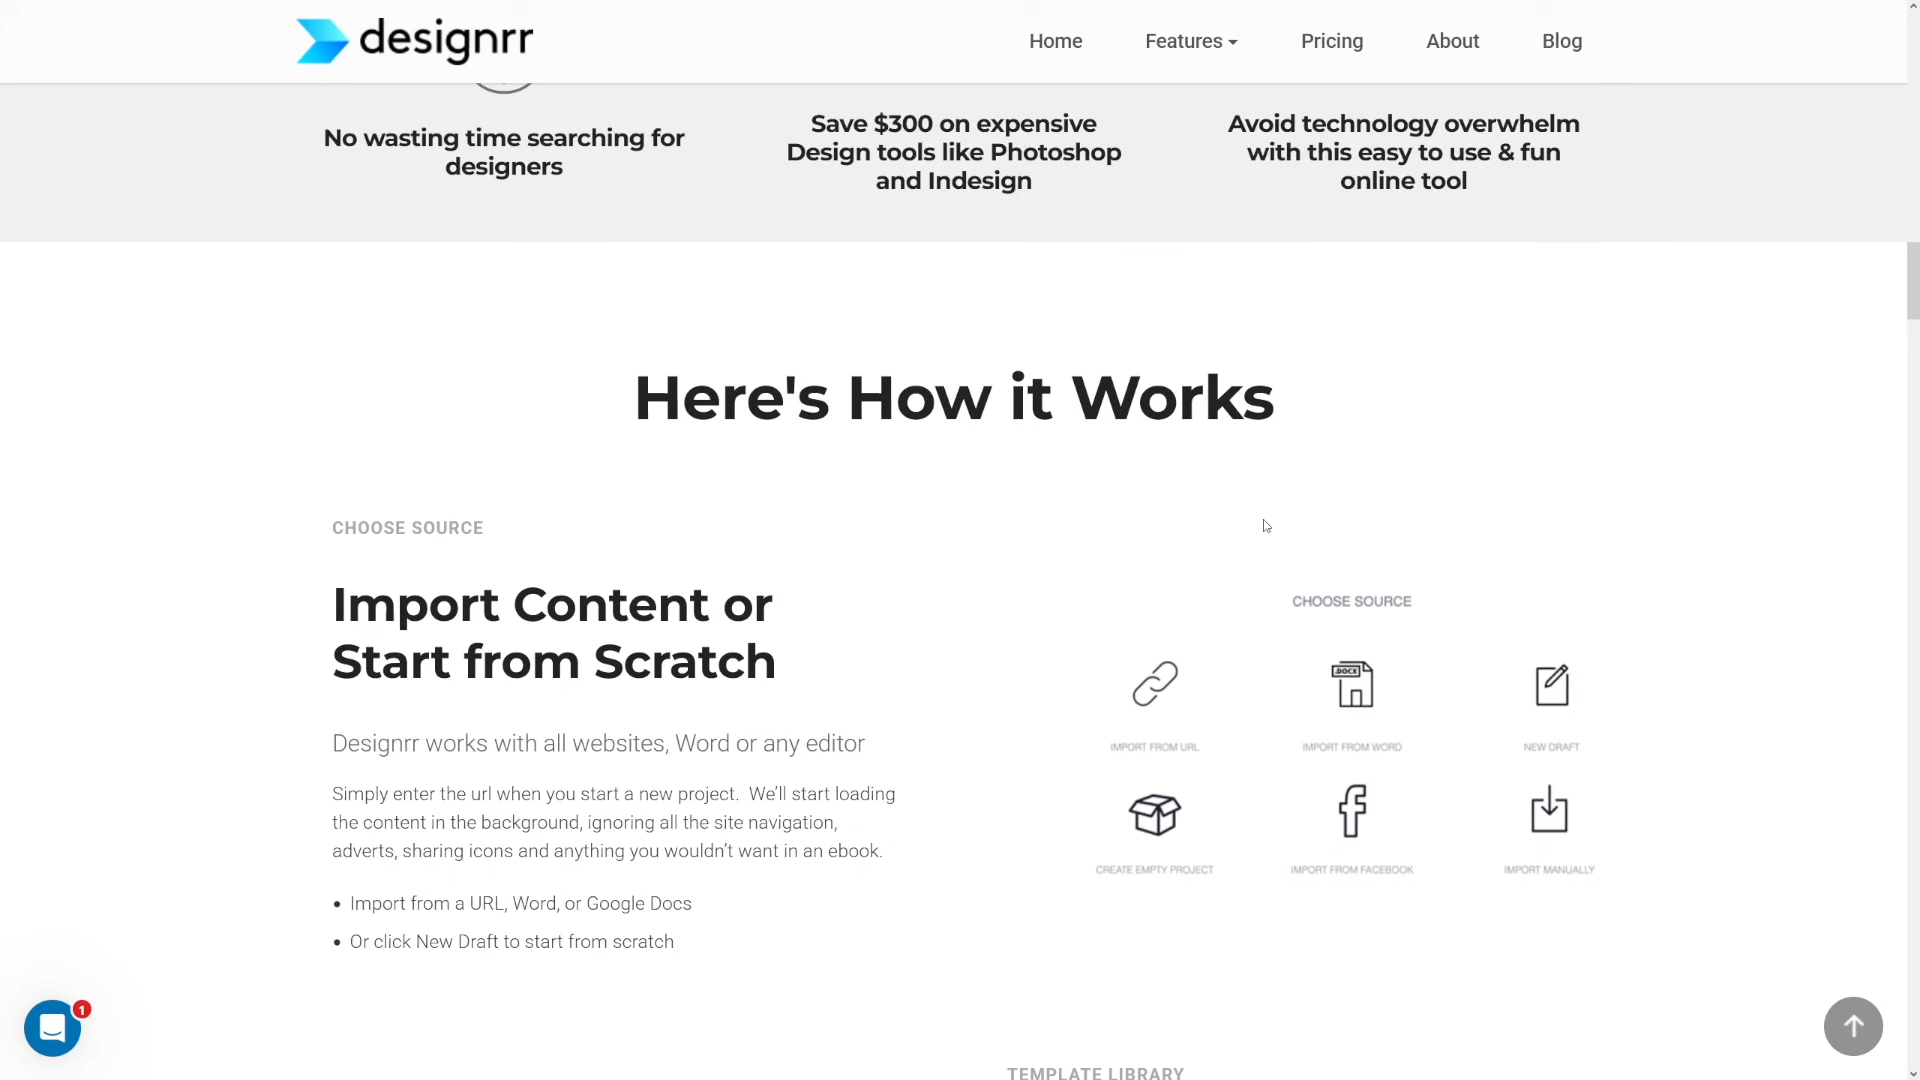 designrr
Home
Features
Pricing
About
Blog
No wasting time searching for
designers
Save $300 on expensive
Design tools like Photoshop
and Indesign
Avoid technology overwhelm
with this easy to use & fun
online tool
Here's How it Works
CHOOSE SOURCE
Import Content or
Start from Scratch
Designrr works with all websites, Word or any editor
Simply enter the url when you start a new project.  We’ll start loading
the content in the background, ignoring all the site navigation,
adverts, sharing icons and anything you wouldn’t want in an ebook.
• Import from a URL, Word, or Google Docs
• Or click New Draft to start from scratch
CHOOSE SOURCE
.DOCX
IMPORT FROM URL
IMPORT FROM WORD
NEW DRAFT
CREATE EMPTY PROJECT
IMPORT FROM FACEBOOK
IMPORT MANUALLY
1
TEMPLATE LIBRARY